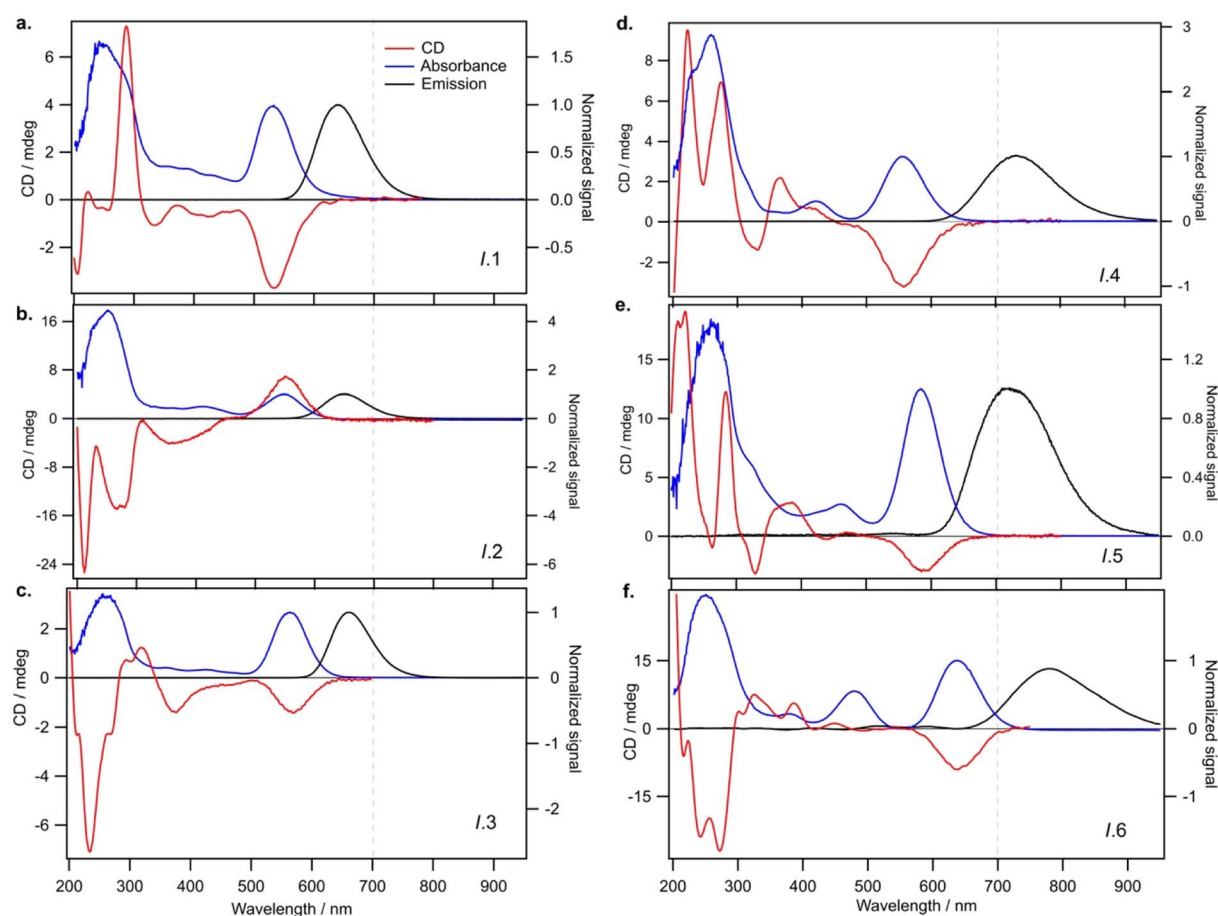 a.
6
4
2
0
-2
CD / mdeg
1.5
1.0
0.5
0.0
-0.5
Normalized signal
CD
Absorbance
Emission
I.1
b.
16
8
0
-8
-16
-24
CD / mdeg
4
2
0
-2
-4
-6
Normalized signal
I.2
c.
2
0
-2
-4
-6
CD / mdeg
1
0
-1
-2
Normalized signal
I.3
200 300 400 500 600 700 800 900
Wavelength / nm
d.
8
6
4
2
0
-2
CD / mdeg
3
2
1
0
-1
Normalized signal
I.4
e.
15
10
5
0
CD / mdeg
1.2
0.8
0.4
0.0
Normalized signal
I.5
f.
15
0
-15
CD / mdeg
1
0
-1
Normalized signal
I.6
200 300 400 500 600 700 800 900
Wavelength / nm